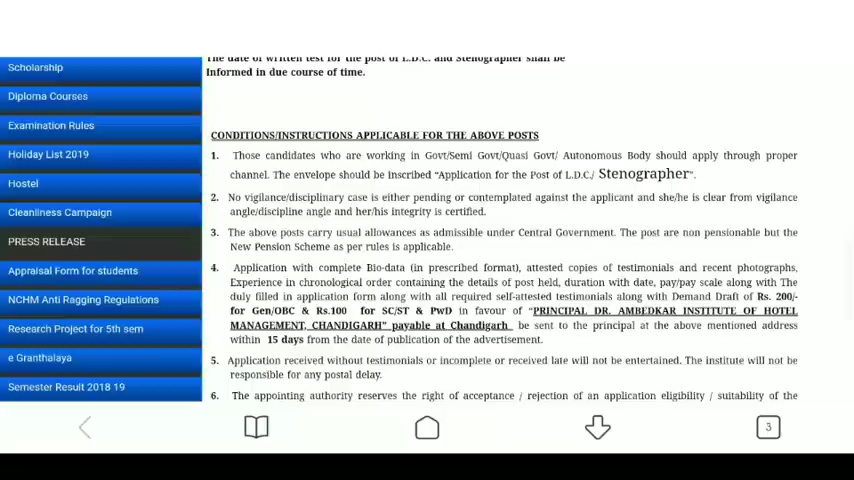 Scholarship
Diploma Courses
Examination Rules
Holiday List 2019
Hostel
Cleanliness Campaign
PRESS RELEASE
Appraisal Form for students
NCHM Anti Ragging Regulations
Research Project for 5th sem
e Granthalaya
Semester Result 2018 19
The date of written test for the post of L.D.C. and Stenographer shall be
Informed in due course of time.
CONDITIONS/INSTRUCTIONS APPLICABLE FOR THE ABOVE POSTS
1. Those candidates who are working in Govt/Semi Govt/Quasi Govt/ Autonomous Body should apply through proper
channel. The envelope should be inscribed "Application for the Post of L.D.C./ Stenographer".
2. No vigilance/disciplinary case is either pending or contemplated against the applicant and she/he is clear from vigilance
angle/discipline angle and her/his integrity is certified.
3. The above posts carry usual allowances as admissible under Central Government. The post are non pensionable but the
New Pension Scheme as per rules is applicable.
4. Application with complete Bio-data (in prescribed format), attested copies of testimonials and recent photographs,
Experience in chronological order containing the details of post held, duration with date, pay/pay scale along with The
duly filled in application form along with all required self-attested testimonials along with Demand Draft of Rs. 200/-
for Gen/OBC & Rs.100 for SC/ST & PwD in favour of "PRINCIPAL DR. AMBEDKAR INSTITUTE OF HOTEL
MANAGEMENT, CHANDIGARH" payable at Chandigarh be sent to the principal at the above mentioned address
within 15 days from the date of publication of the advertisement.
5. Application received without testimonials or incomplete or received late will not be entertained. The institute will not be
responsible for any postal delay.
6. The appointing authority reserves the right of acceptance / rejection of an application eligibility / suitability of the
3